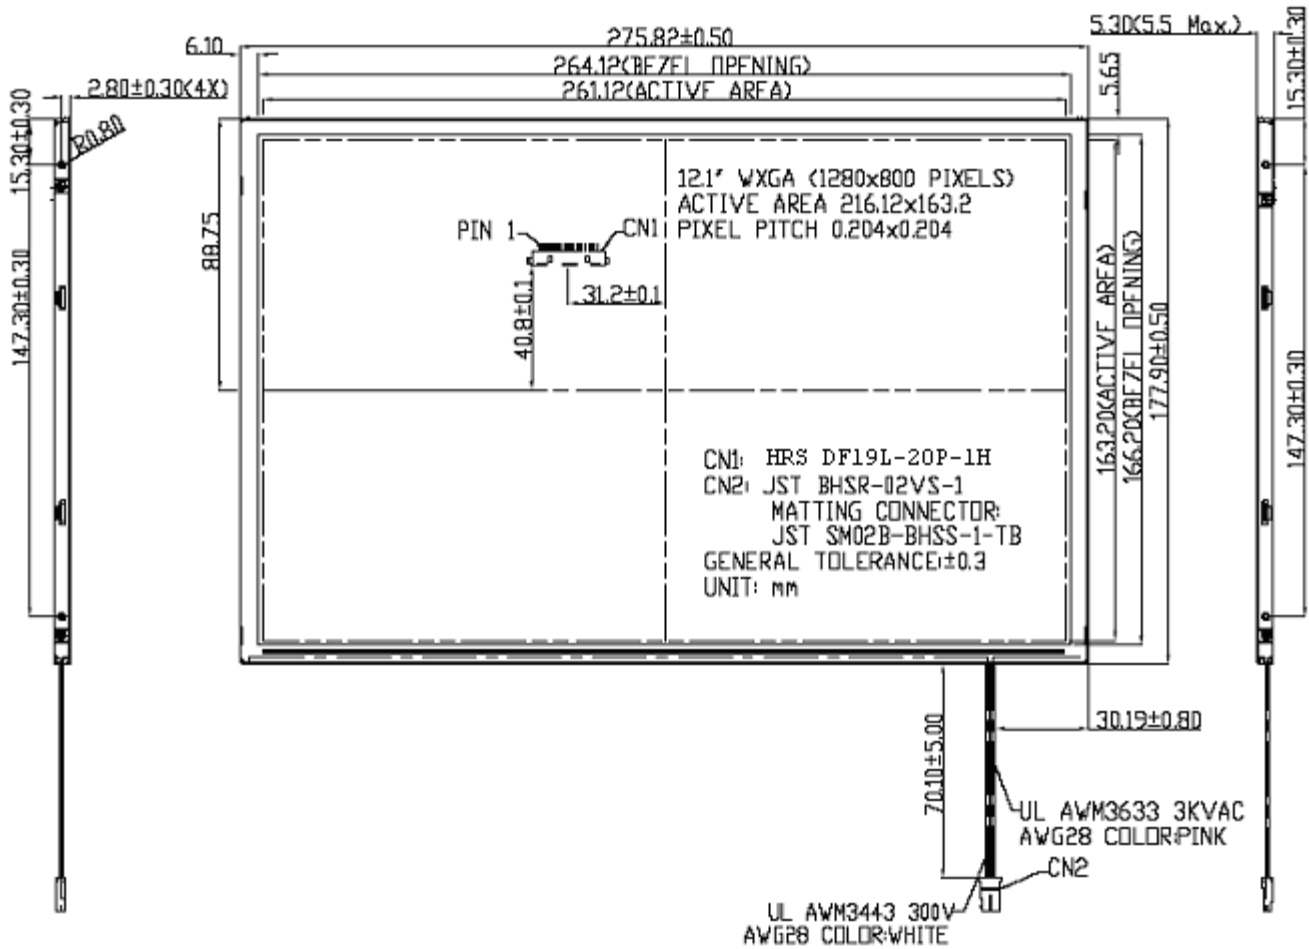 5.30(5.5 Max.)
15.30±0.30
6.10
275.82±0.50
264.12(BEZEL OPENING)
261.12(ACTIVE AREA)
2.80±0.30(4X)
5.65
15.30±0.30
R0.80
12.1" WXGA (1280x800 PIXELS)
ACTIVE AREA 216.12x163.2
PIXEL PITCH 0.204x0.204
PIN 1
CN1
88.75
31.2±0.1
40.8±0.1
147.30±0.30
163.20(ACTIVE AREA)
166.20(BEZEL OPENING)
177.90±0.50
147.30±0.30
CN1: HRS DF19L-20P-1H
CN2: JST BHSR-02VS-1
MATTING CONNECTOR:
JST SM02B-BHSS-1-TB
GENERAL TOLERANCE:±0.3
UNIT: mm
70.10±5.00
30.19±0.80
UL AWM3633 3KVAC
AWG28 COLOR:PINK
CN2
UL AWM3443 300V
AWG28 COLOR:WHITE